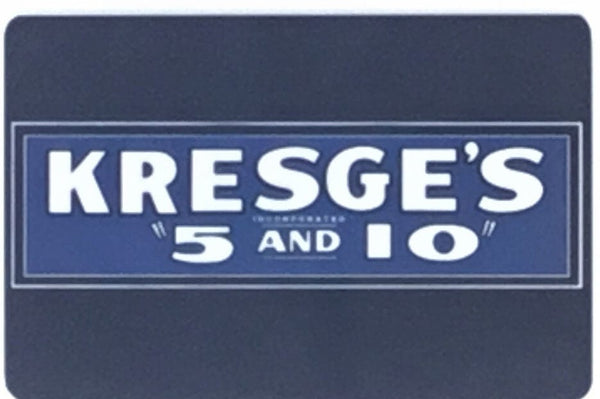 KRESGE'S
INCORPORATED
"5 AND 10"